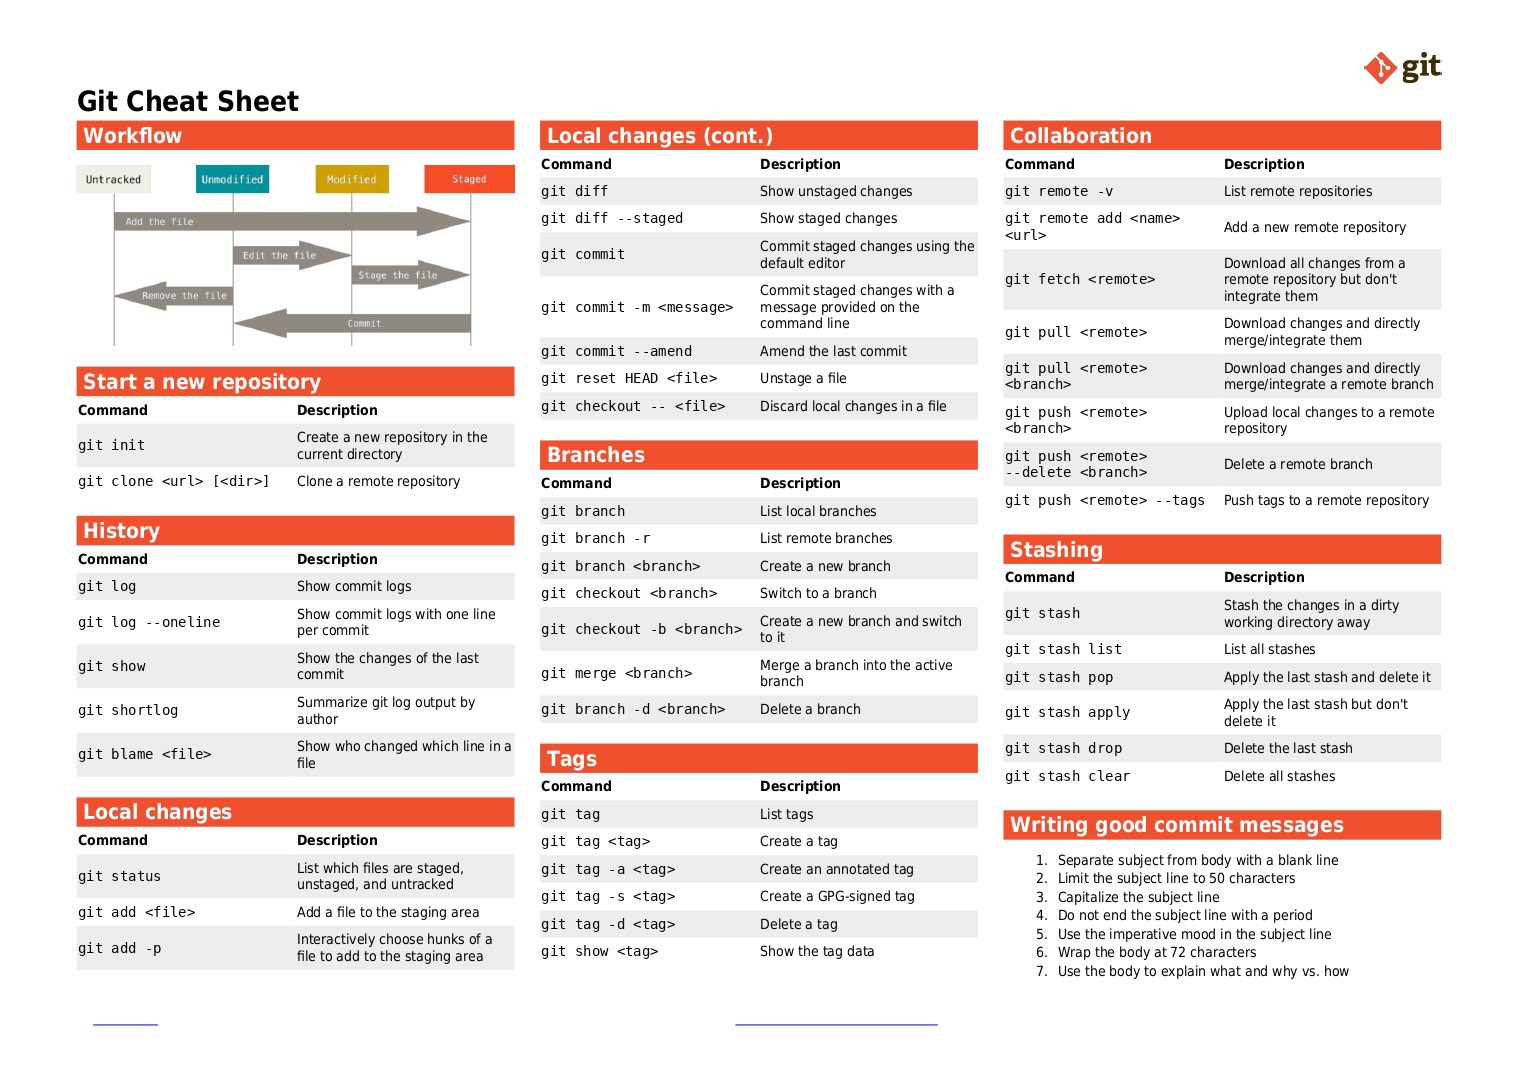 git
Git Cheat Sheet
Workflow
Untracked
Unmodified
Modified
Staged
Add the file
Edit the file
Stage the file
Remove the file
Commit
Start a new repository
Command Description
git init Create a new repository in the
current directory
git clone <url> [<dir>] Clone a remote repository
History
Command Description
git log Show commit logs
git log --oneline Show commit logs with one line
per commit
git show Show the changes of the last
commit
git shortlog Summarize git log output by
author
git blame <file> Show who changed which line in a
file
Local changes
Command Description
git status List which files are staged,
unstaged, and untracked
git add <file> Add a file to the staging area
git add -p Interactively choose hunks of a
file to add to the staging area
Local changes (cont.)
Command Description
git diff Show unstaged changes
git diff --staged Show staged changes
git commit Commit staged changes using the
default editor
git commit -m <message> Commit staged changes with a
message provided on the
command line
git commit --amend Amend the last commit
git reset HEAD <file> Unstage a file
git checkout -- <file> Discard local changes in a file
Branches
Command Description
git branch List local branches
git branch -r List remote branches
git branch <branch> Create a new branch
git checkout <branch> Switch to a branch
git checkout -b <branch> Create a new branch and switch
to it
git merge <branch> Merge a branch into the active
branch
git branch -d <branch> Delete a branch
Tags
Command Description
git tag List tags
git tag <tag> Create a tag
git tag -a <tag> Create an annotated tag
git tag -s <tag> Create a GPG-signed tag
git tag -d <tag> Delete a tag
git show <tag> Show the tag data
Collaboration
Command Description
git remote -v List remote repositories
git remote add <name>
<url> Add a new remote repository
git fetch <remote> Download all changes from a
remote repository but don't
integrate them
git pull <remote> Download changes and directly
merge/integrate them
git pull <remote> Download changes and directly
<branch> merge/integrate a remote branch
git push <remote> Upload local changes to a remote
<branch> repository
git push <remote>
--delete <branch> Delete a remote branch
git push <remote> --tags Push tags to a remote repository
Stashing
Command Description
git stash Stash the changes in a dirty
working directory away
git stash list List all stashes
git stash pop Apply the last stash and delete it
git stash apply Apply the last stash but don't
delete it
git stash drop Delete the last stash
git stash clear Delete all stashes
Writing good commit messages
1. Separate subject from body with a blank line
2. Limit the subject line to 50 characters
3. Capitalize the subject line
4. Do not end the subject line with a period
5. Use the imperative mood in the subject line
6. Wrap the body at 72 characters
7. Use the body to explain what and why vs. how